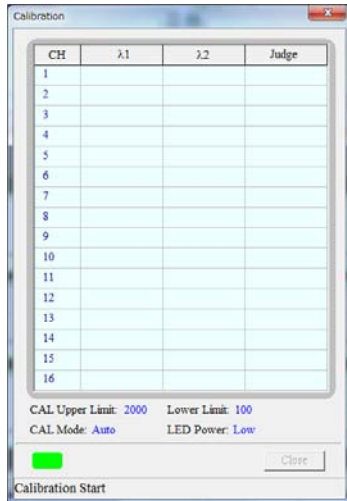 Calibration
CH λ1 λ2 Judge
1
2
3
4
5
6
7
8
9
10
11
12
13
14
15
16
CAL Upper Limit: 2000 Lower Limit: 100
CAL Mode: Auto LED Power: Low
Close
Calibration Start